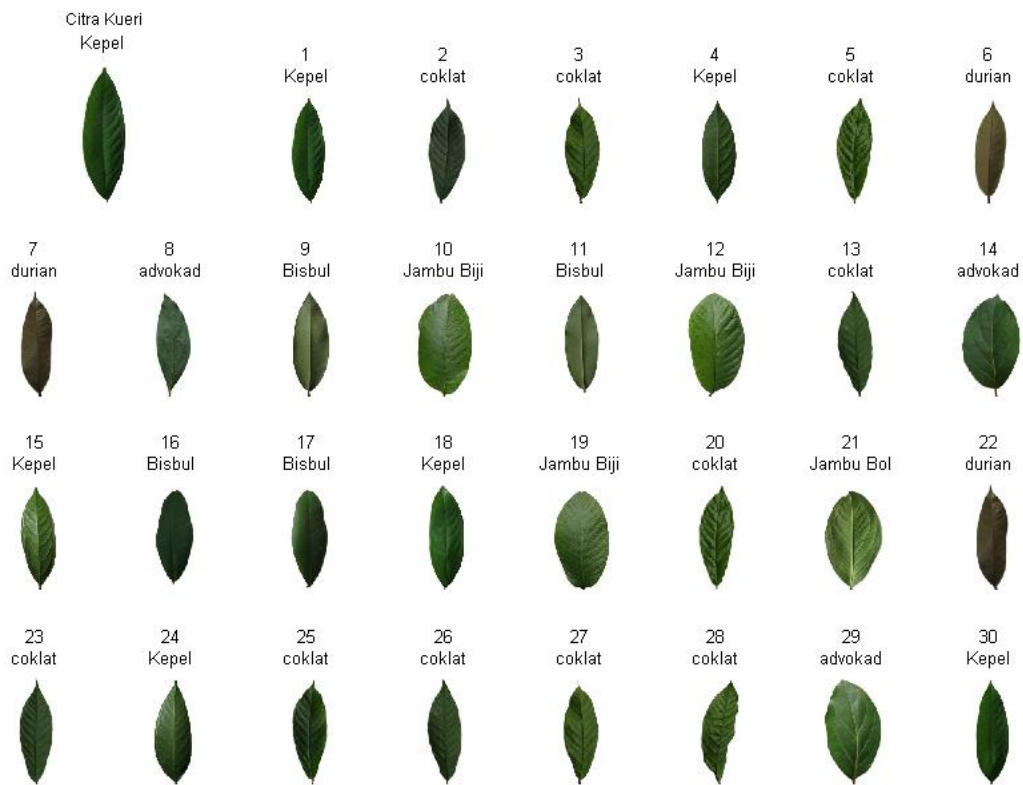 Citra Kueri
Kepel
1
Kepel
2
coklat
3
coklat
4
Kepel
5
coklat
6
durian
7
durian
8
advokad
9
Bisbul
10
Jambu Biji
11
Bisbul
12
Jambu Biji
13
coklat
14
advokad
15
Kepel
16
Bisbul
17
Bisbul
18
Kepel
19
Jambu Biji
20
coklat
21
Jambu Bol
22
durian
23
coklat
24
Kepel
25
coklat
26
coklat
27
coklat
28
coklat
29
advokad
30
Kepel